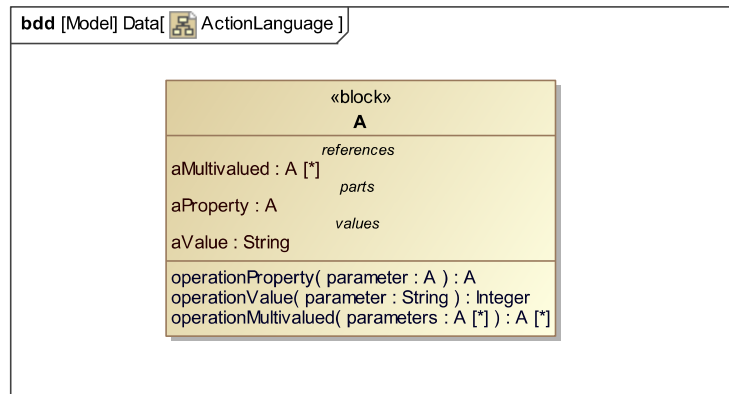 bdd [Model] Data[ ActionLanguage ]
«block»
A
references
aMultivalued : A [*]
parts
aProperty : A
values
aValue : String
operationProperty( parameter : A ) : A
operationValue( parameter : String ) : Integer
operationMultivalued( parameters : A [*] ) : A [*]